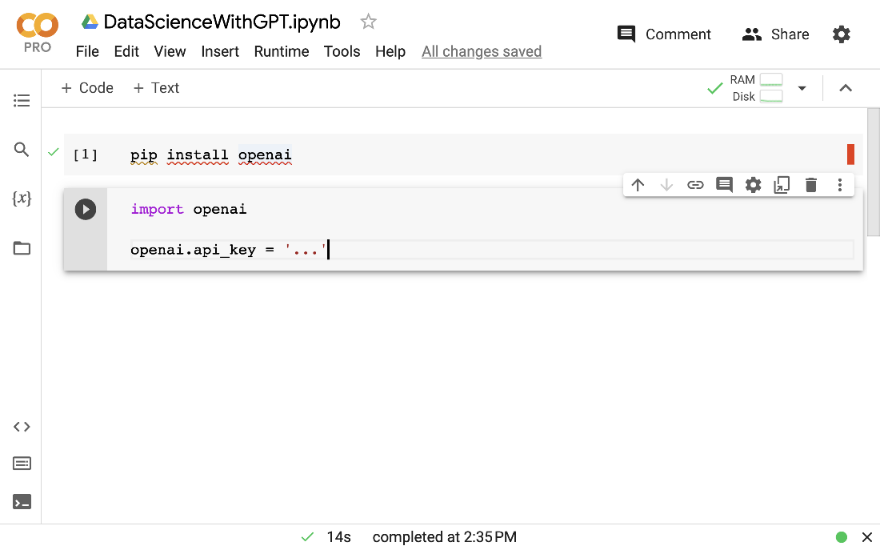 DataScienceWithGPT.ipynb
PRO
File Edit View Insert Runtime Tools Help All changes saved
Comment Share
+ Code + Text
RAM
Disk
[1] pip install openai
{x}
import openai
openai.api_key = '...'
14s completed at 2:35 PM